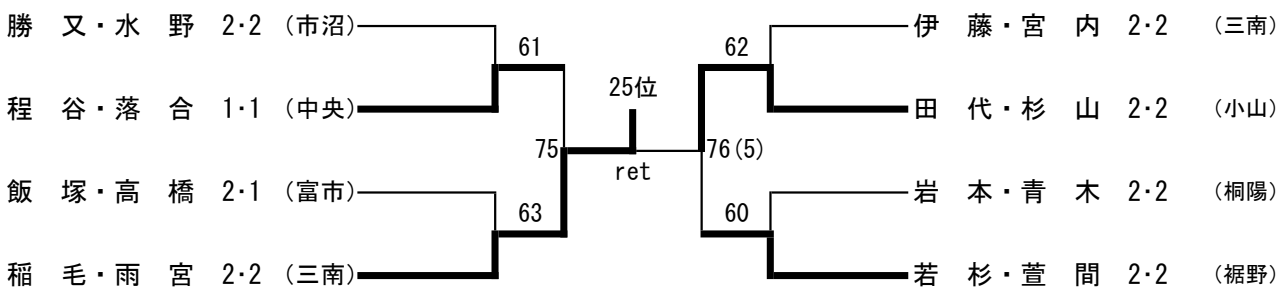 勝 又・水 野 2・2 (市沼)
伊 藤・宮 内 2・2 (三南)
61
62
25位
程 谷・落 合 1・1 (中央)
田 代・杉 山 2・2 (小山)
75
76(5)
ret
飯 塚・高 橋 2・1 (富市)
岩 本・青 木 2・2 (桐陽)
63
60
稲 毛・雨 宮 2・2 (三南)
若 杉・萱 間 2・2 (裾野)